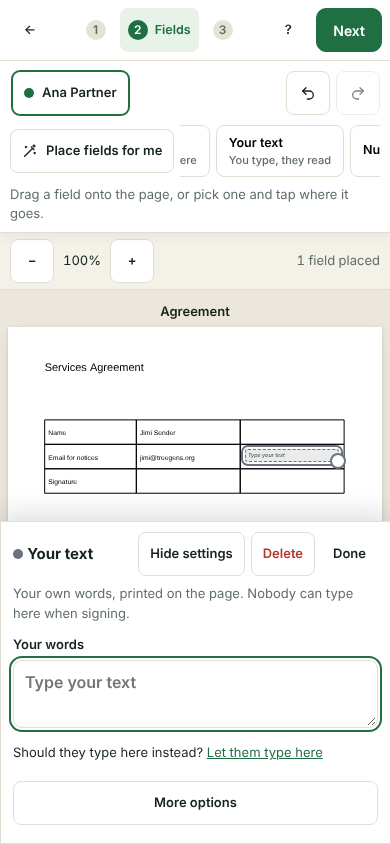 ←
1
2 Fields
3
?
Next
Ana Partner
Place fields for me
ere
Your text
You type, they read
Nu
Drag a field onto the page, or pick one and tap where it
goes.
−
100%
+
1 field placed
Agreement
Services Agreement
Name
Jimi Sender
Email for notices
jimi@treegens.org
Type your text
Signature
Your text
Hide settings
Delete
Done
Your own words, printed on the page. Nobody can type
here when signing.
Your words
Type your text
Should they type here instead? Let them type here
More options